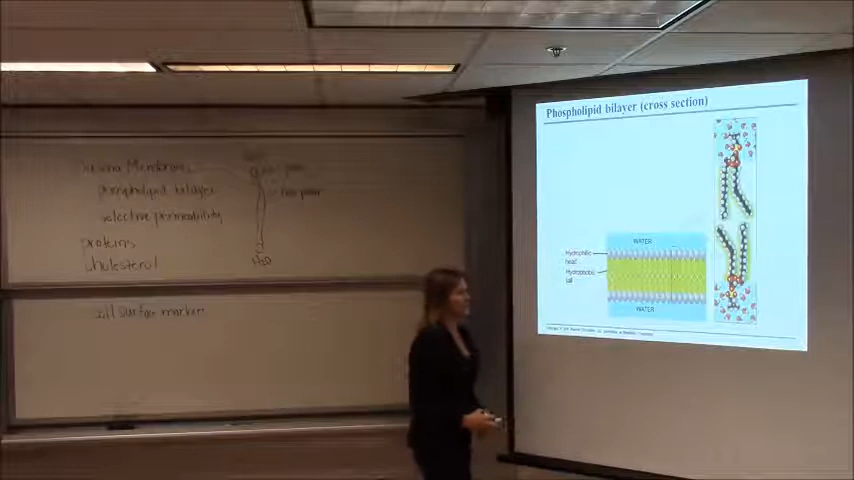 Plasma Membrane
phospholipid bilayer
selective permeability
proteins
cholesterol
H2O
cell surface marker
Phospholipid bilayer (cross section)
WATER
Hydrophilic
head
Hydrophobic
tail
WATER